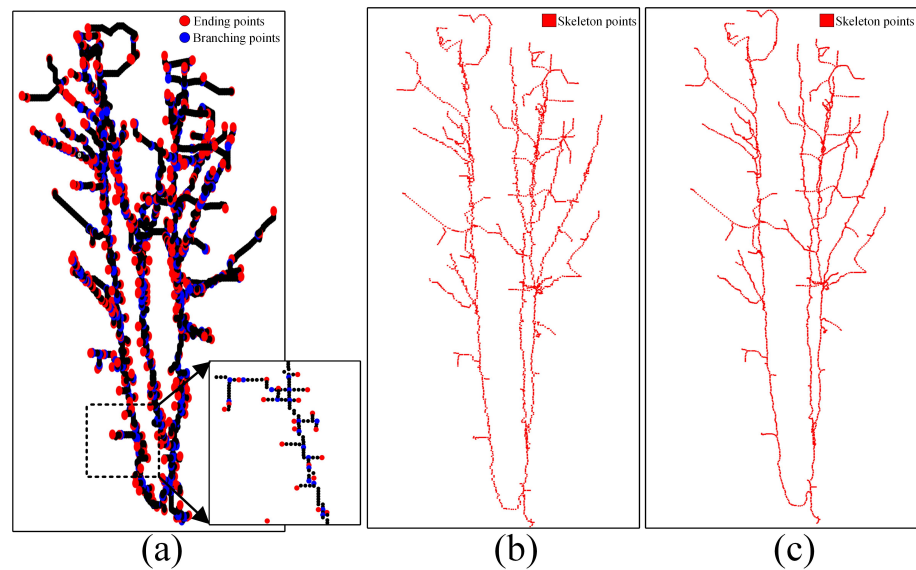 Ending points
Branching points
Skeleton points
Skeleton points
(a)
(b)
(c)